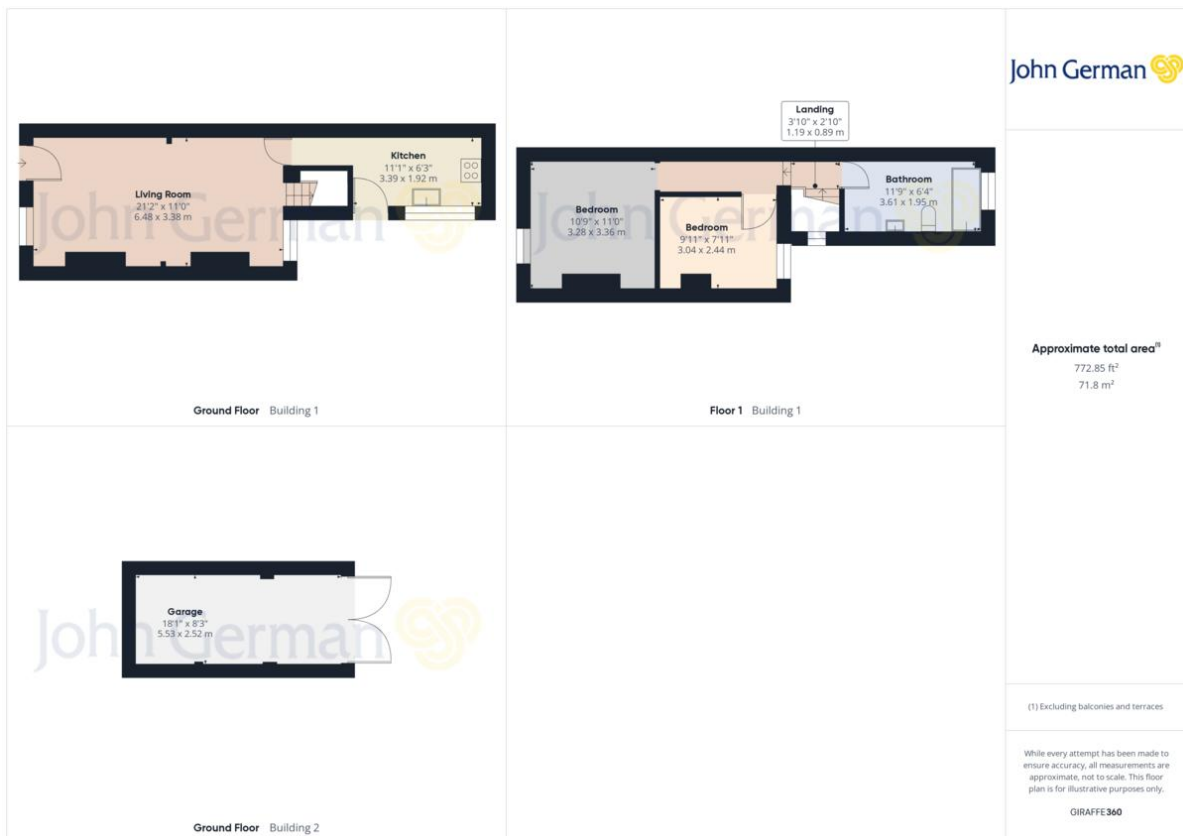 Living Room
21'2" x 11'0"
6.48 x 3.38 m
Kitchen
11'1" x 6'3"
3.39 x 1.92 m
John German
Ground Floor Building 1
Landing
3'10" x 2'10"
1.19 x 0.89 m
Bedroom
10'9" x 11'0"
3.28 x 3.36 m
Bedroom
9'11" x 7'11"
3.04 x 2.44 m
Bathroom
11'9" x 6'4"
3.61 x 1.95 m
John German
Floor 1 Building 1
Garage
18'1" x 8'3"
5.53 x 2.52 m
John German
Ground Floor Building 2
John German
Approximate total area(1)
772.85 ft²
71.8 m²
(1) Excluding balconies and terraces
While every attempt has been made to
ensure accuracy, all measurements are
approximate, not to scale. This floor
plan is for illustrative purposes only.
GIRAFFE360